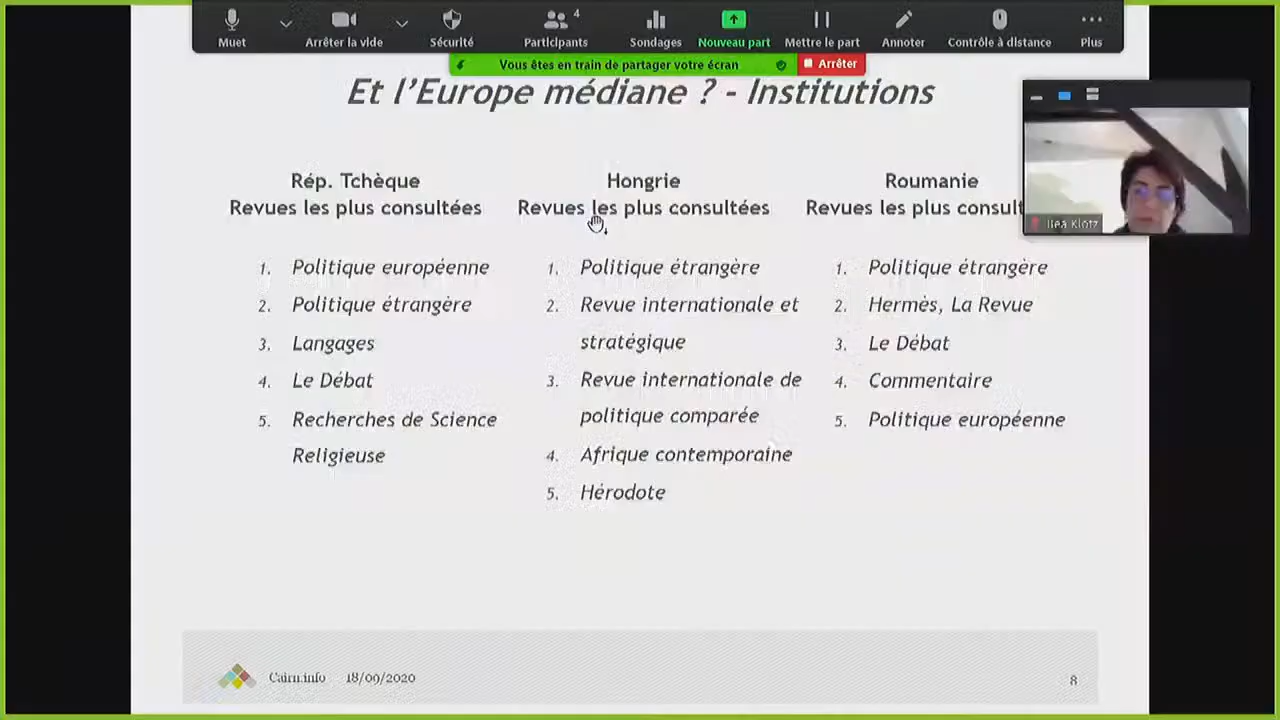 Muet
Arrêter la vide
Sécurité
Participants
4
Sondages
Nouveau part
Mettre le part
Annoter
Contrôle à distance
Plus
Vous êtes en train de partager votre écran
Arrêter
Et l’Europe médiane ? - Institutions
Rép. Tchèque
Revues les plus consultées
1. Politique européenne
2. Politique étrangère
3. Langages
4. Le Débat
5. Recherches de Science
Religieuse
Hongrie
Revues les plus consultées
1. Politique étrangère
2. Revue internationale et
stratégique
3. Revue internationale de
politique comparée
4. Afrique contemporaine
5. Hérodote
Roumanie
Revues les plus consult
1. Politique étrangère
2. Hermès, La Revue
3. Le Débat
4. Commentaire
5. Politique européenne
Klotz
Cairn.info 18/09/2020
8